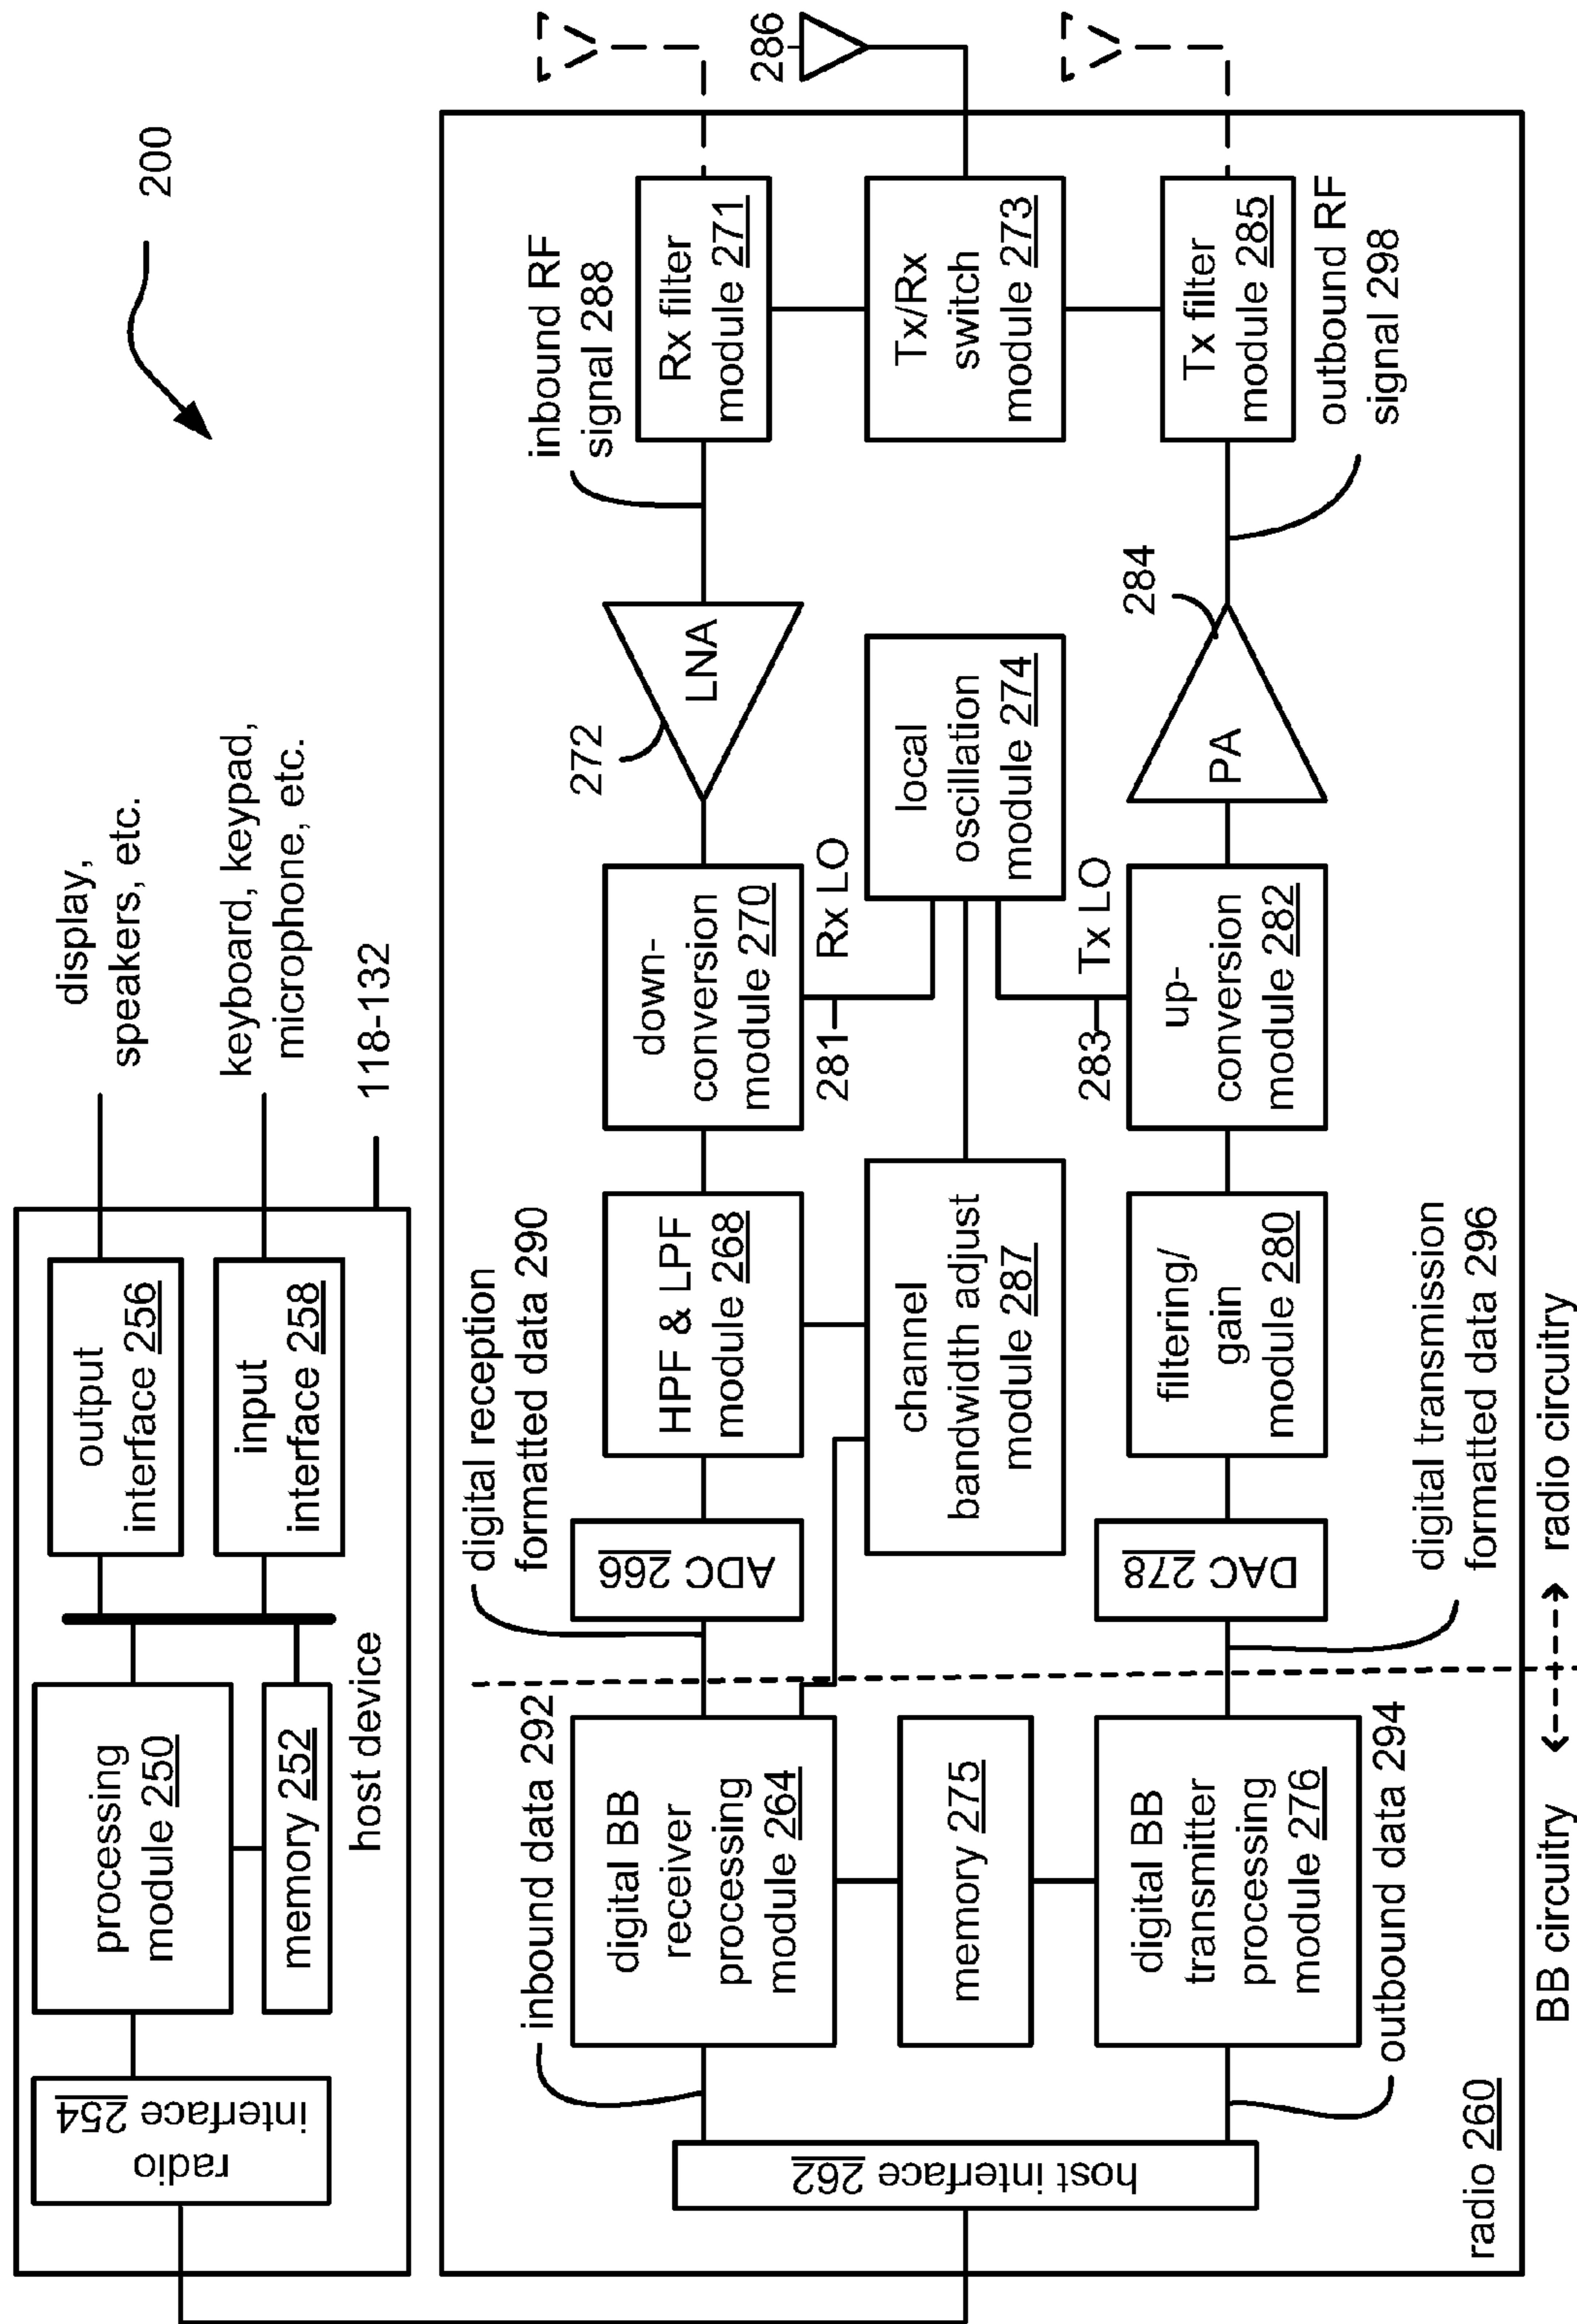 200
display,
speakers, etc.
keyboard, keypad,
microphone, etc.
118-132
output
interface 256
input
interface 258
processing
module 250
memory 252
host device
radio
interface 254
286
inbound RF
signal 288
Rx filter
module 271
Tx/Rx
switch
module 273
Tx filter
module 285
outbound RF
signal 298
272
LNA
284
PA
local
oscillation
module 274
down-
conversion
module 270
281
Rx LO
283
Tx LO
up-
conversion
module 282
digital reception
formatted data 290
HPF & LPF
module 268
channel
bandwidth adjust
module 287
filtering/
gain
module 280
digital transmission
formatted data 296
ADC 266
DAC 278
inbound data 292
digital BB
receiver
processing
module 264
memory 275
digital BB
transmitter
processing
module 276
outbound data 294
host interface 262
radio 260
BB circuitry
radio circuitry